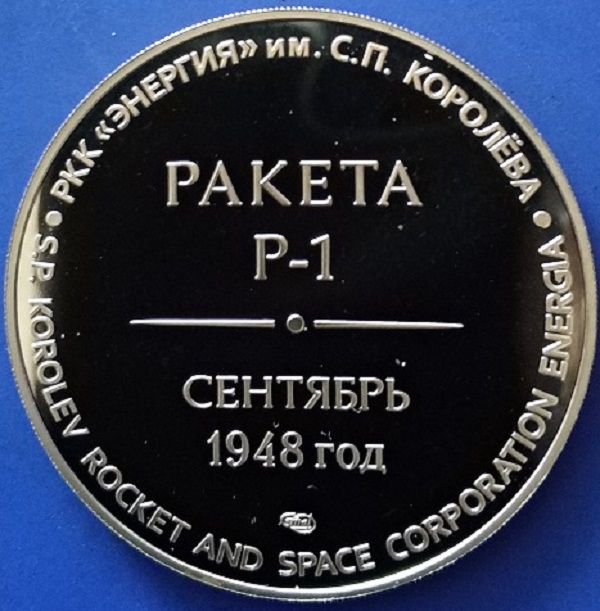 РКК «ЭНЕРГИЯ» им. С.П. КОРОЛЁВА
РАКЕТА
Р-1
СЕНТЯБРЬ
1948 год
• S.P. KOROLEV ROCKET AND SPACE CORPORATION ENERGIA •